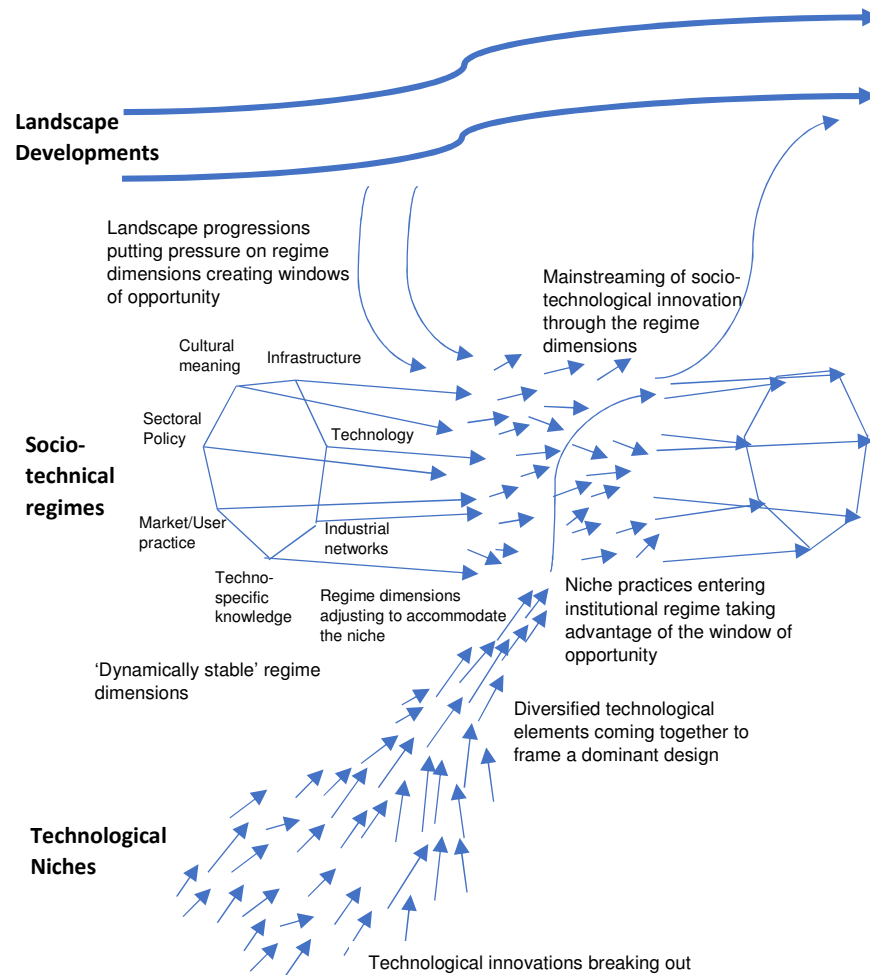 Landscape
Developments
Landscape progressions
putting pressure on regime
dimensions creating windows
of opportunity
Mainstreaming of socio-
technological innovation
through the regime
dimensions
Cultural
meaning
Infrastructure
Sectoral
Policy
Technology
Socio-
technical
regimes
Market/User
practice
Industrial
networks
Techno-
specific
knowledge
Regime dimensions
adjusting to accommodate
the niche
Niche practices entering
institutional regime taking
advantage of the window of
opportunity
‘Dynamically stable’ regime
dimensions
Diversified technological
elements coming together to
frame a dominant design
Technological
Niches
Technological innovations breaking out